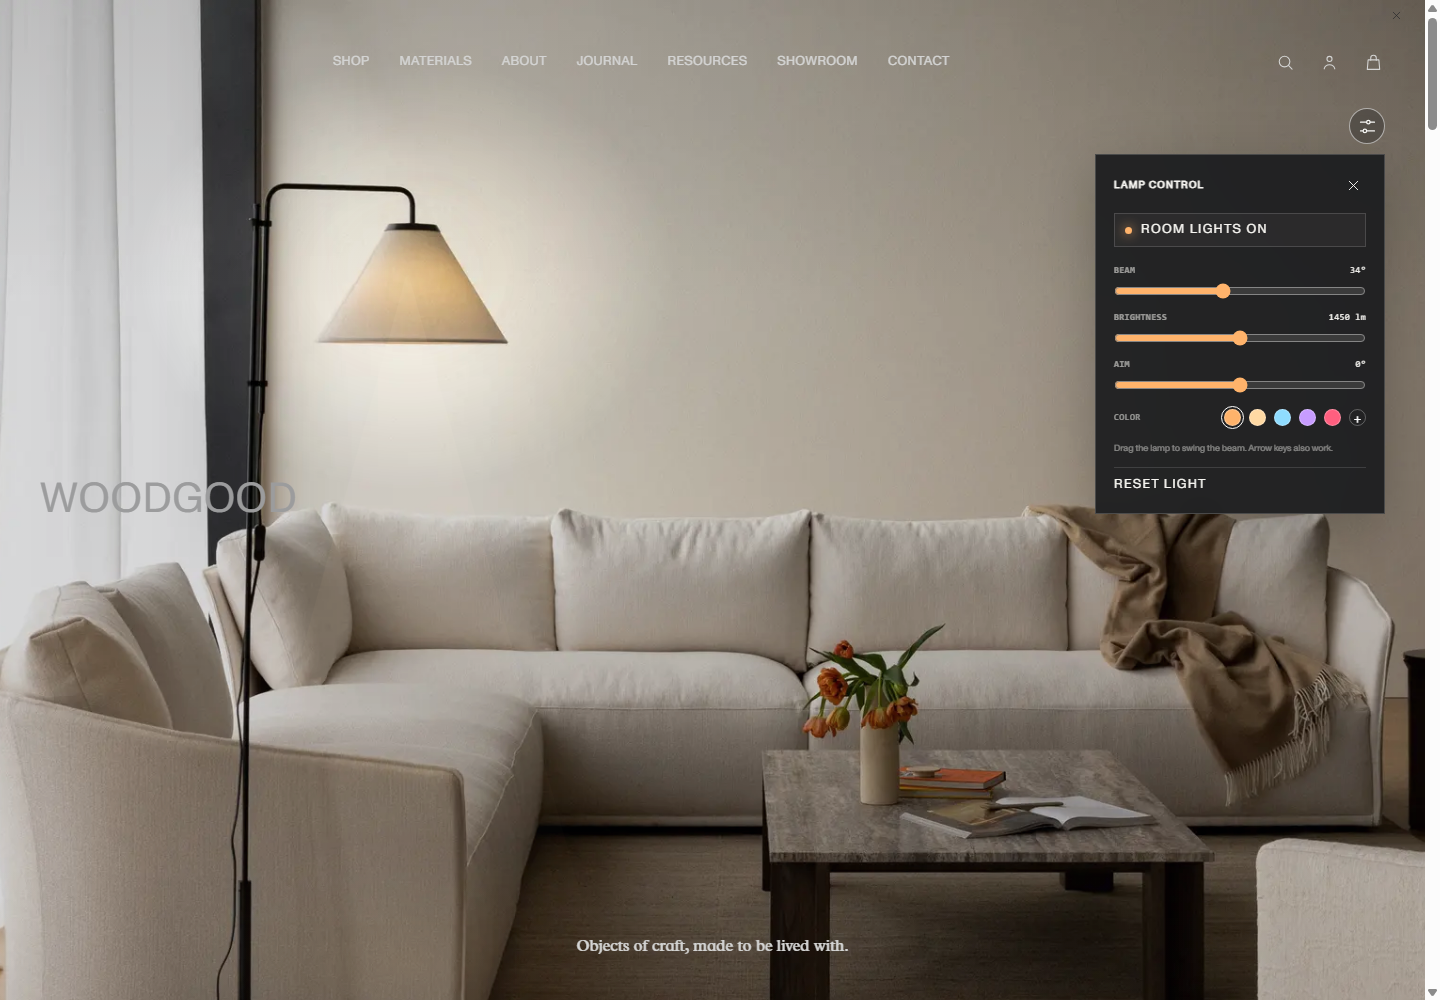 SHOP MATERIALS ABOUT JOURNAL RESOURCES SHOWROOM CONTACT
LAMP CONTROL
ROOM LIGHTS ON
BEAM 34°
BRIGHTNESS 1450 lm
AIM 0°
COLOR +
Drag the lamp to swing the beam. Arrow keys also work.
RESET LIGHT
WOODGOOD
Objects of craft, made to be lived with.